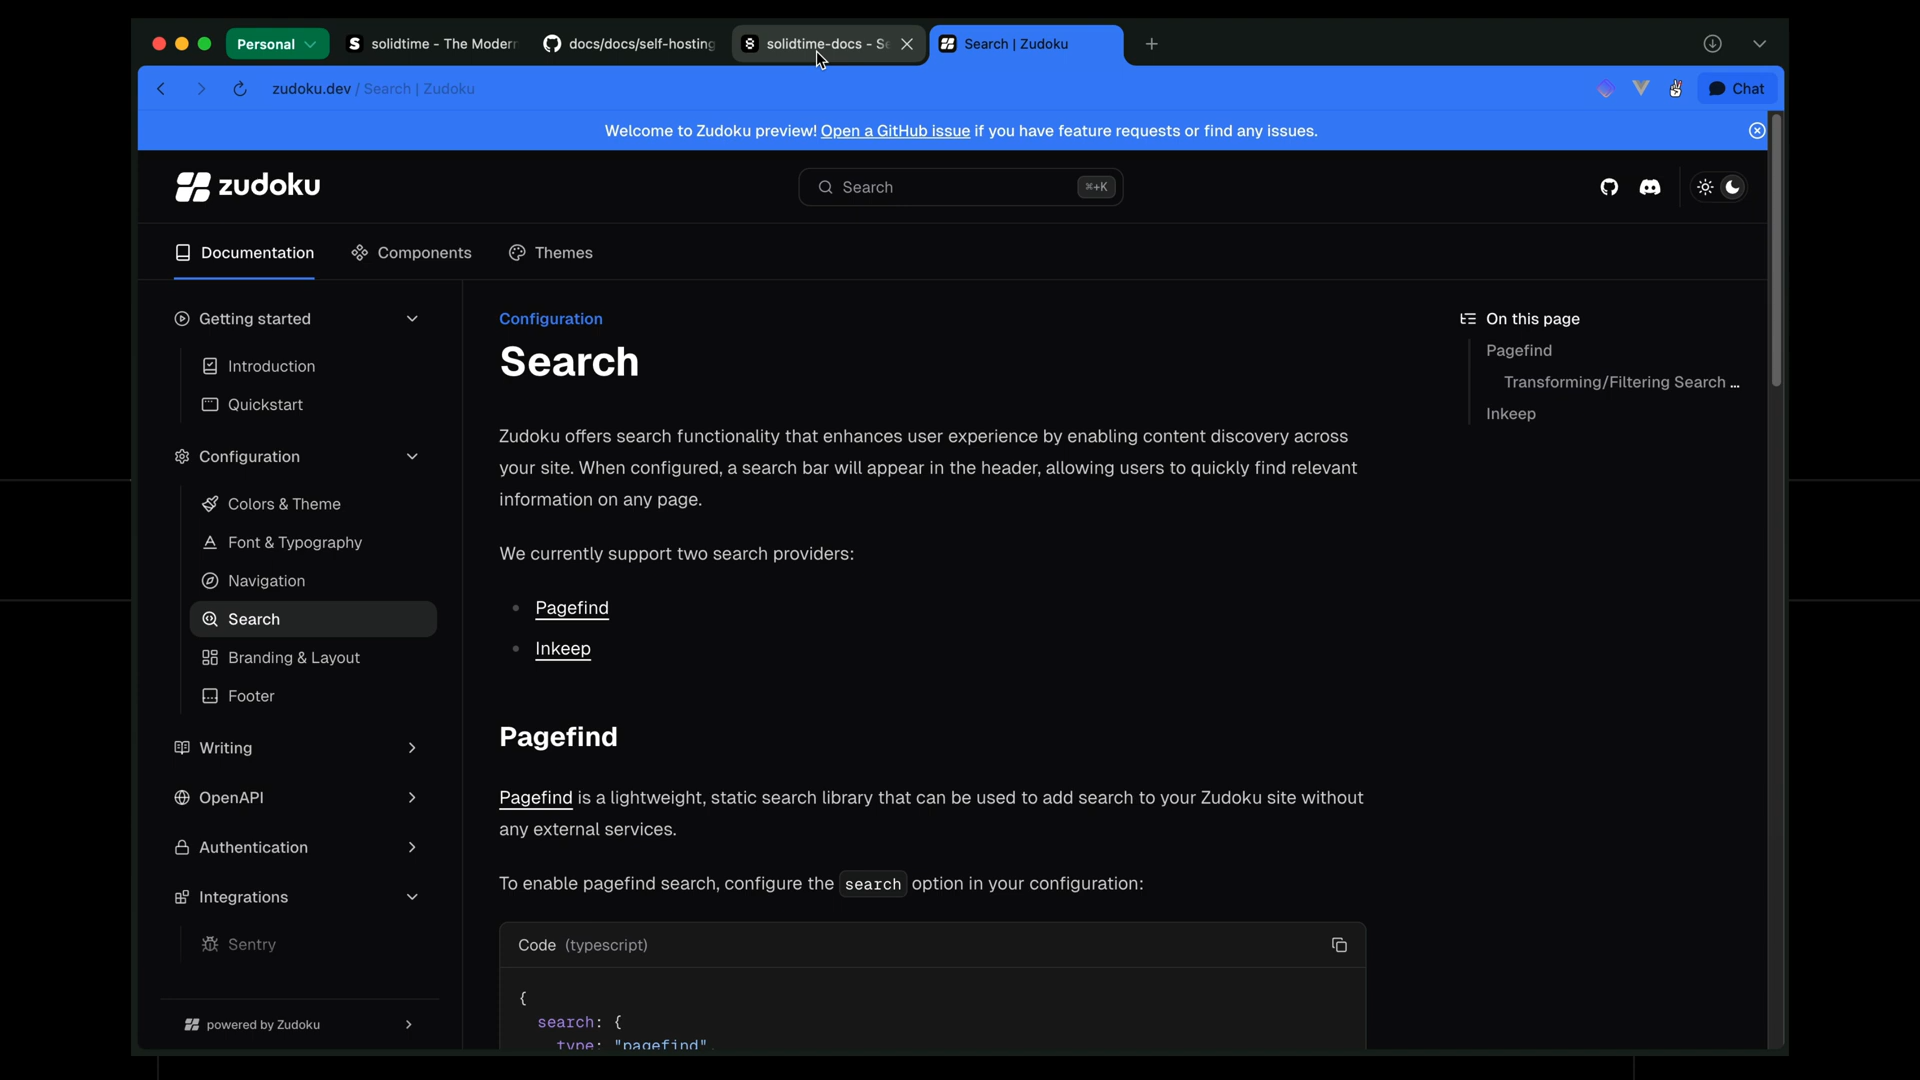 Personal
solidtime - The Modern
docs/docs/self-hosting
solidtime-docs - Se
Search | Zudoku
zudoku.dev / Search | Zudoku
Chat
Welcome to Zudoku preview! Open a GitHub issue if you have feature requests or find any issues.
zudoku
Search
⌘+K
Documentation
Components
Themes
Getting started
Introduction
Quickstart
Configuration
Colors & Theme
Font & Typography
Navigation
Search
Branding & Layout
Footer
Writing
OpenAPI
Authentication
Integrations
Sentry
powered by Zudoku
Configuration
Search
Zudoku offers search functionality that enhances user experience by enabling content discovery across
your site. When configured, a search bar will appear in the header, allowing users to quickly find relevant
information on any page.
We currently support two search providers:
• Pagefind
• Inkeep
Pagefind
Pagefind is a lightweight, static search library that can be used to add search to your Zudoku site without
any external services.
To enable pagefind search, configure the search option in your configuration:
Code (typescript)
{
search: {
type: "pagefind",
On this page
Pagefind
Transforming/Filtering Search ...
Inkeep